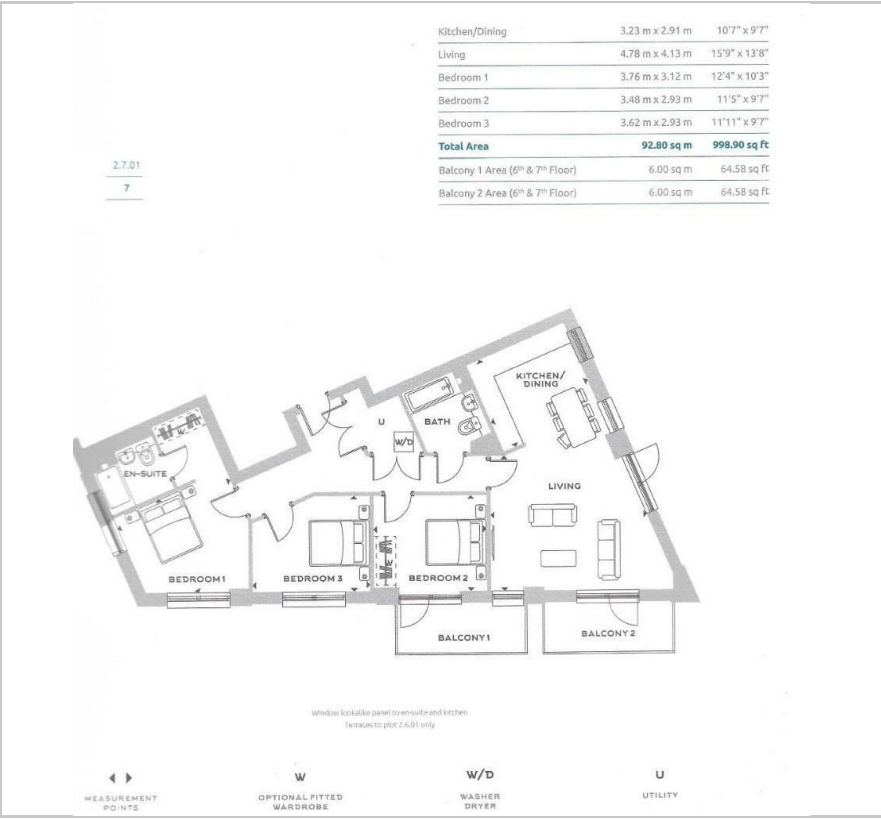 Kitchen/Dining 3.23 m x 2.91 m 10'7" x 9'7"
Living 4.78 m x 4.13 m 15'9" x 13'8"
Bedroom 1 3.76 m x 3.12 m 12'4" x 10'3"
Bedroom 2 3.48 m x 2.93 m 11'5" x 9'7"
Bedroom 3 3.62 m x 2.93 m 11'11" x 9'7"
Total Area 92.80 sq m 998.90 sq ft
Balcony 1 Area (6th & 7th Floor) 6.00 sq m 64.58 sq ft
Balcony 2 Area (6th & 7th Floor) 6.00 sq m 64.58 sq ft
2.7.01
7
KITCHEN/
DINING
U
BATH
W/D
W
EN-SUITE
LIVING
BEDROOM 1
BEDROOM 3
W
BEDROOM 2
BALCONY 1
BALCONY 2
Window lookalike panel to en-suite and kitchen
Terraces to plot 2.6.01 only
MEASUREMENT
POINTS
W
OPTIONAL FITTED
WARDROBE
W/D
WASHER
DRYER
U
UTILITY